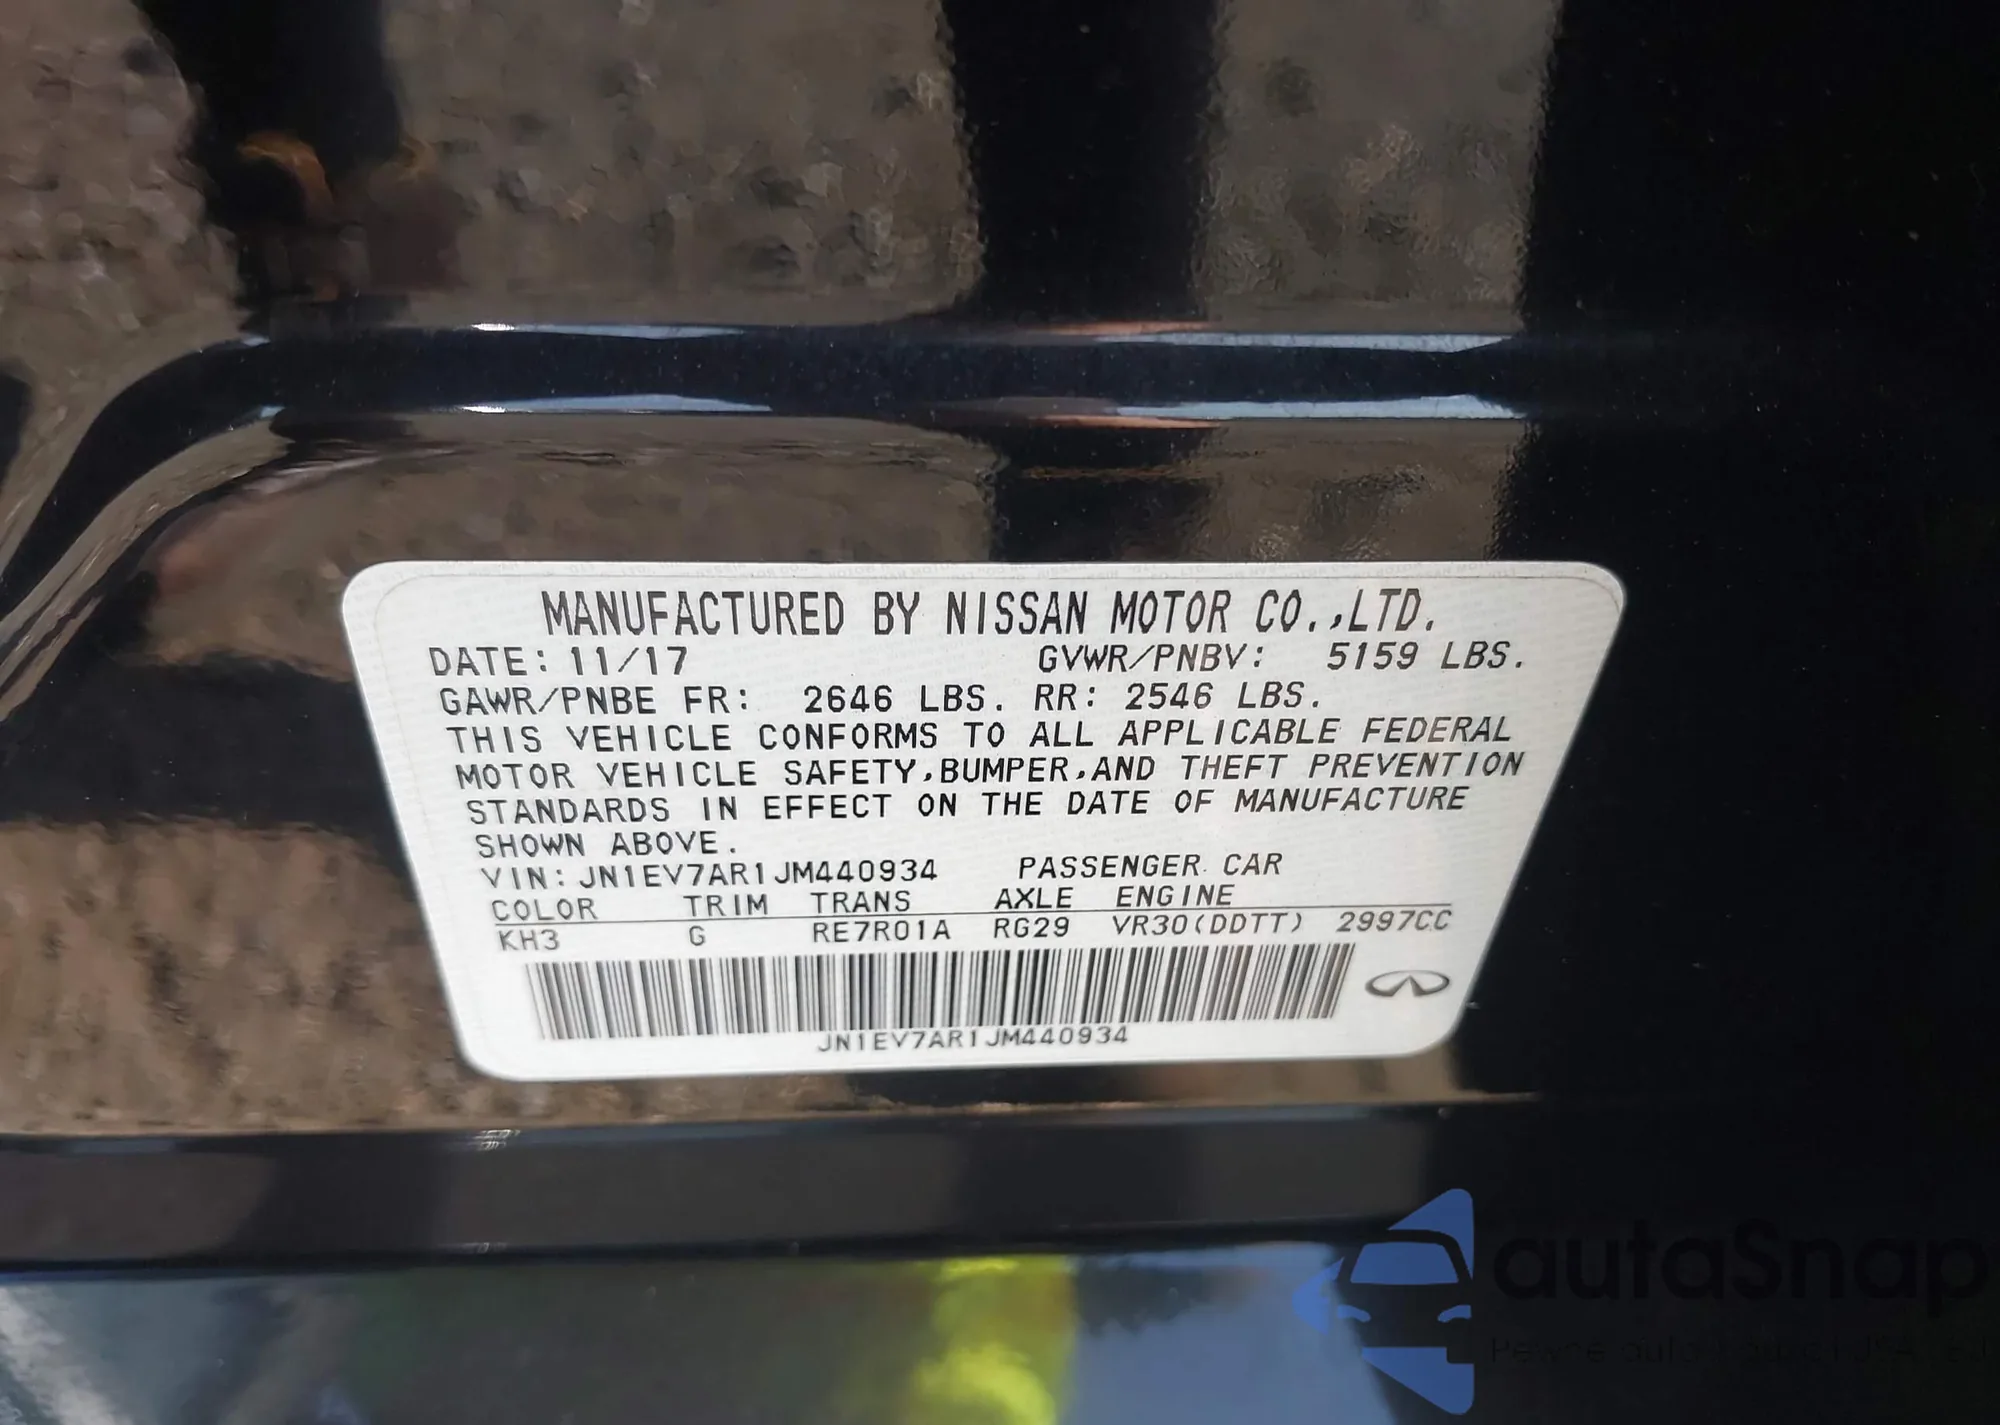 MANUFACTURED BY NISSAN MOTOR CO.,LTD.
DATE: 11/17 GVWR/PNBV: 5159 LBS.
GAWR/PNBE FR: 2646 LBS. RR: 2546 LBS.
THIS VEHICLE CONFORMS TO ALL APPLICABLE FEDERAL
MOTOR VEHICLE SAFETY,BUMPER,AND THEFT PREVENTION
STANDARDS IN EFFECT ON THE DATE OF MANUFACTURE
SHOWN ABOVE.
VIN: JN1EV7AR1JM440934 PASSENGER CAR
COLOR TRIM TRANS AXLE ENGINE
KH3 G RE7R01A RG29 VR30(DDTT) 2997CC
JN1EV7AR1JM440934
autaSnap